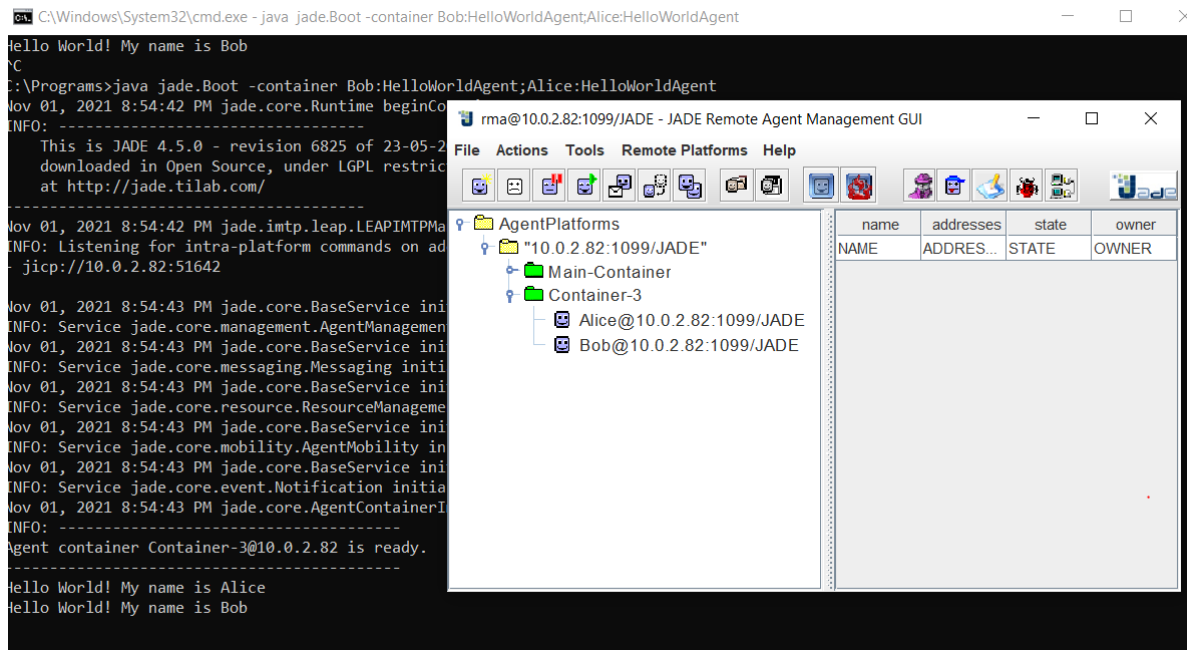 C:\Windows\System32\cmd.exe - java jade.Boot -container Bob:HelloWorldAgent;Alice:HelloWorldAgent
Hello World! My name is Bob
^C
C:\Programs>java jade.Boot -container Bob:HelloWorldAgent;Alice:HelloWorldAgent
Nov 01, 2021 8:54:42 PM jade.core.Runtime beginCo
INFO: ----------------------------------
This is JADE 4.5.0 - revision 6825 of 23-05-2
downloaded in Open Source, under LGPL restric
at http://jade.tilab.com/
----------------------------------------
Nov 01, 2021 8:54:42 PM jade.imtp.leap.LEAPIMTPMa
INFO: Listening for intra-platform commands on ad
- jicp://10.0.2.82:51642
Nov 01, 2021 8:54:43 PM jade.core.BaseService ini
INFO: Service jade.core.management.AgentManagemen
Nov 01, 2021 8:54:43 PM jade.core.BaseService ini
INFO: Service jade.core.messaging.Messaging initi
Nov 01, 2021 8:54:43 PM jade.core.BaseService ini
INFO: Service jade.core.resource.ResourceManageme
Nov 01, 2021 8:54:43 PM jade.core.BaseService ini
INFO: Service jade.core.mobility.AgentMobility in
Nov 01, 2021 8:54:43 PM jade.core.BaseService ini
INFO: Service jade.core.event.Notification initia
Nov 01, 2021 8:54:43 PM jade.core.AgentContainerI
INFO: --------------------------------------
Agent container Container-3@10.0.2.82 is ready.
--------------------------------------------
Hello World! My name is Alice
Hello World! My name is Bob
rma@10.0.2.82:1099/JADE - JADE Remote Agent Management GUI
File Actions Tools Remote Platforms Help
Jade
AgentPlatforms
"10.0.2.82:1099/JADE"
Main-Container
Container-3
Alice@10.0.2.82:1099/JADE
Bob@10.0.2.82:1099/JADE
name addresses state owner
NAME ADDRES... STATE OWNER